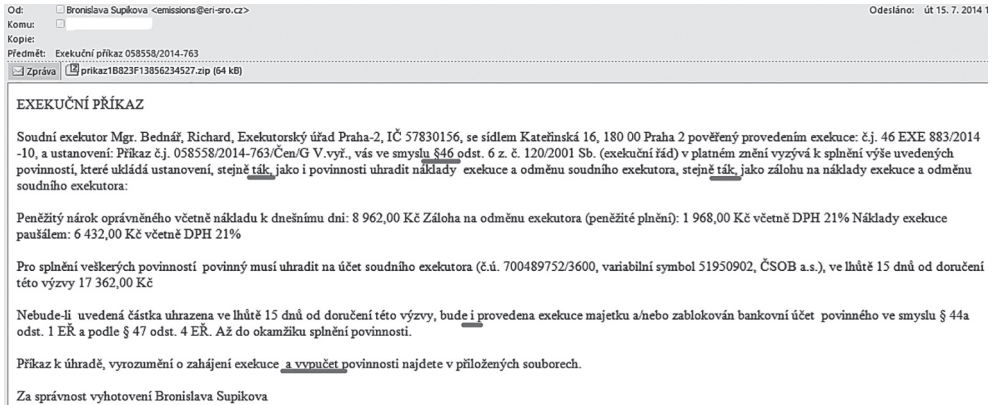 Od: Bronislava Supikova <emissions@eri-sro.cz> Odesláno: út 15. 7. 2014 1
Komu:
Kopie:
Předmět: Exekuční příkaz 058558/2014-763
Zpráva prikaz1B823F13856234527.zip (64 kB)
EXEKUČNÍ PŘÍKAZ
Soudní exekutor Mgr. Bednář, Richard, Exekutorský úřad Praha-2, IČ 57830156, se sídlem Kateřinská 16, 180 00 Praha 2 pověřený provedením exekuce: č.j. 46 EXE 883/2014
-10, a ustanovení: Příkaz č.j. 058558/2014-763/Čen/G V.vyř., vás ve smyslu §46 odst. 6 z. č. 120/2001 Sb. (exekuční řád) v platném znění vyzývá k splnění výše uvedených
povinností, které ukládá ustanovení, stejně ták, jako i povinnosti uhradit náklady exekuce a odměnu soudního exekutora, stejně ták, jako zálohu na náklady exekuce a odměnu
soudního exekutora:
Peněžitý nárok oprávněného včetně nákladu k dnešnímu dni: 8 962,00 Kč Záloha na odměnu exekutora (peněžité plnění): 1 968,00 Kč včetně DPH 21% Náklady exekuce
paušálem: 6 432,00 Kč včetně DPH 21%
Pro splnění veškerých povinností povinný musí uhradit na účet soudního exekutora (č.ú. 700489752/3600, variabilní symbol 51950902, ČSOB a.s.), ve lhůtě 15 dnů od doručení
této výzvy 17 362,00 Kč
Nebude-li uvedená částka uhrazena ve lhůtě 15 dnů od doručení této výzvy, bude i provedena exekuce majetku a/nebo zablokován bankovní účet povinného ve smyslu § 44a
odst. 1 EŘ a podle § 47 odst. 4 EŘ. Až do okamžiku splnění povinnosti.
Příkaz k úhradě, vyrozumění o zahájení exekuce a vypučet povinnosti najdete v přiložených souborech.
Za správnost vyhotovení Bronislava Supikova